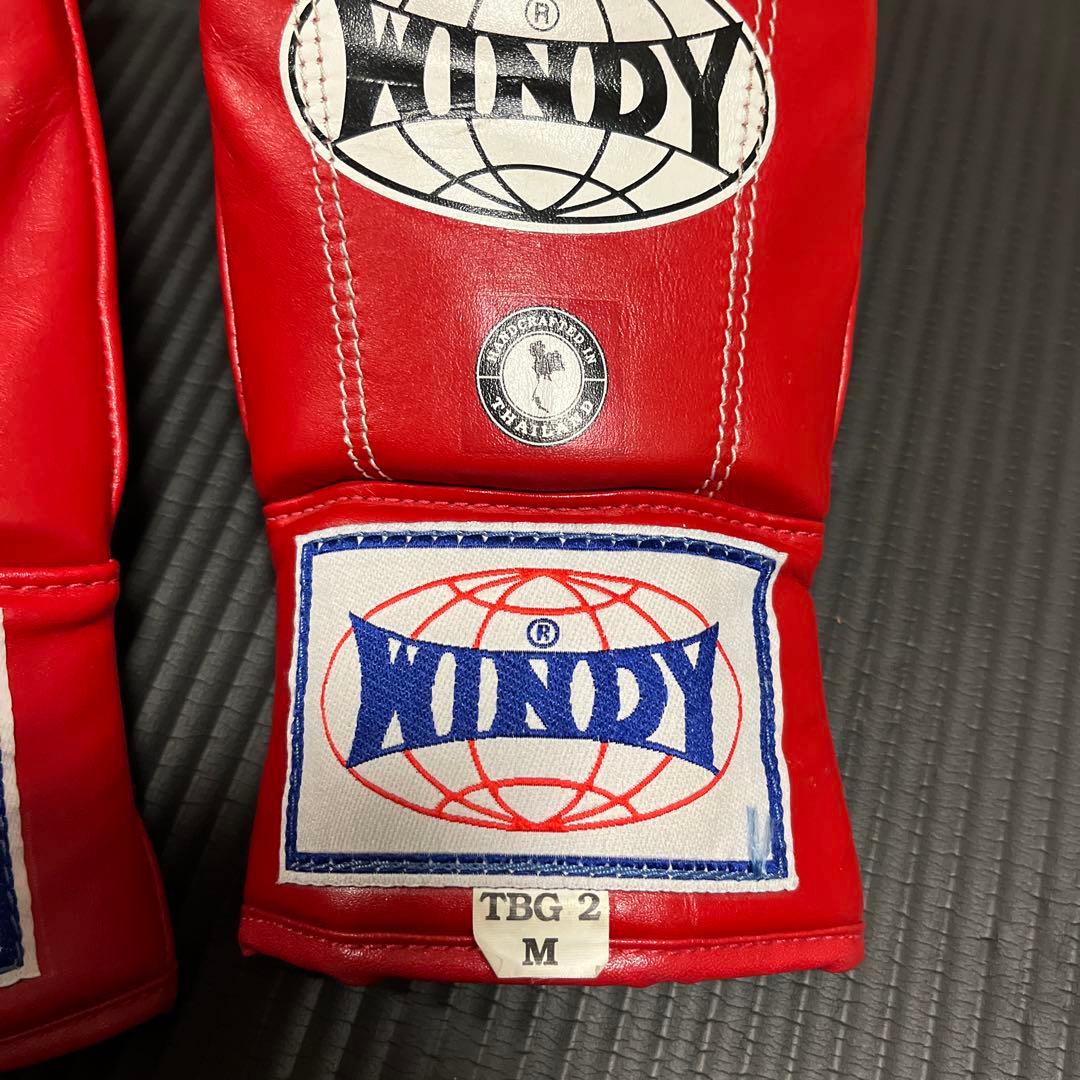 ®
WINDY
HANDCRAFTED IN
THAILAND
®
WINDY
TBG 2
M